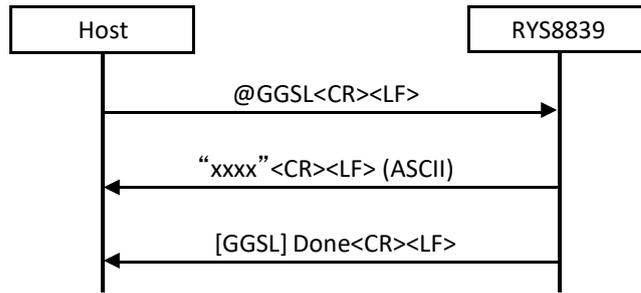 Host
RYS8839
@GGSL<CR><LF>
“xxxx”<CR><LF> (ASCII)
[GGSL] Done<CR><LF>